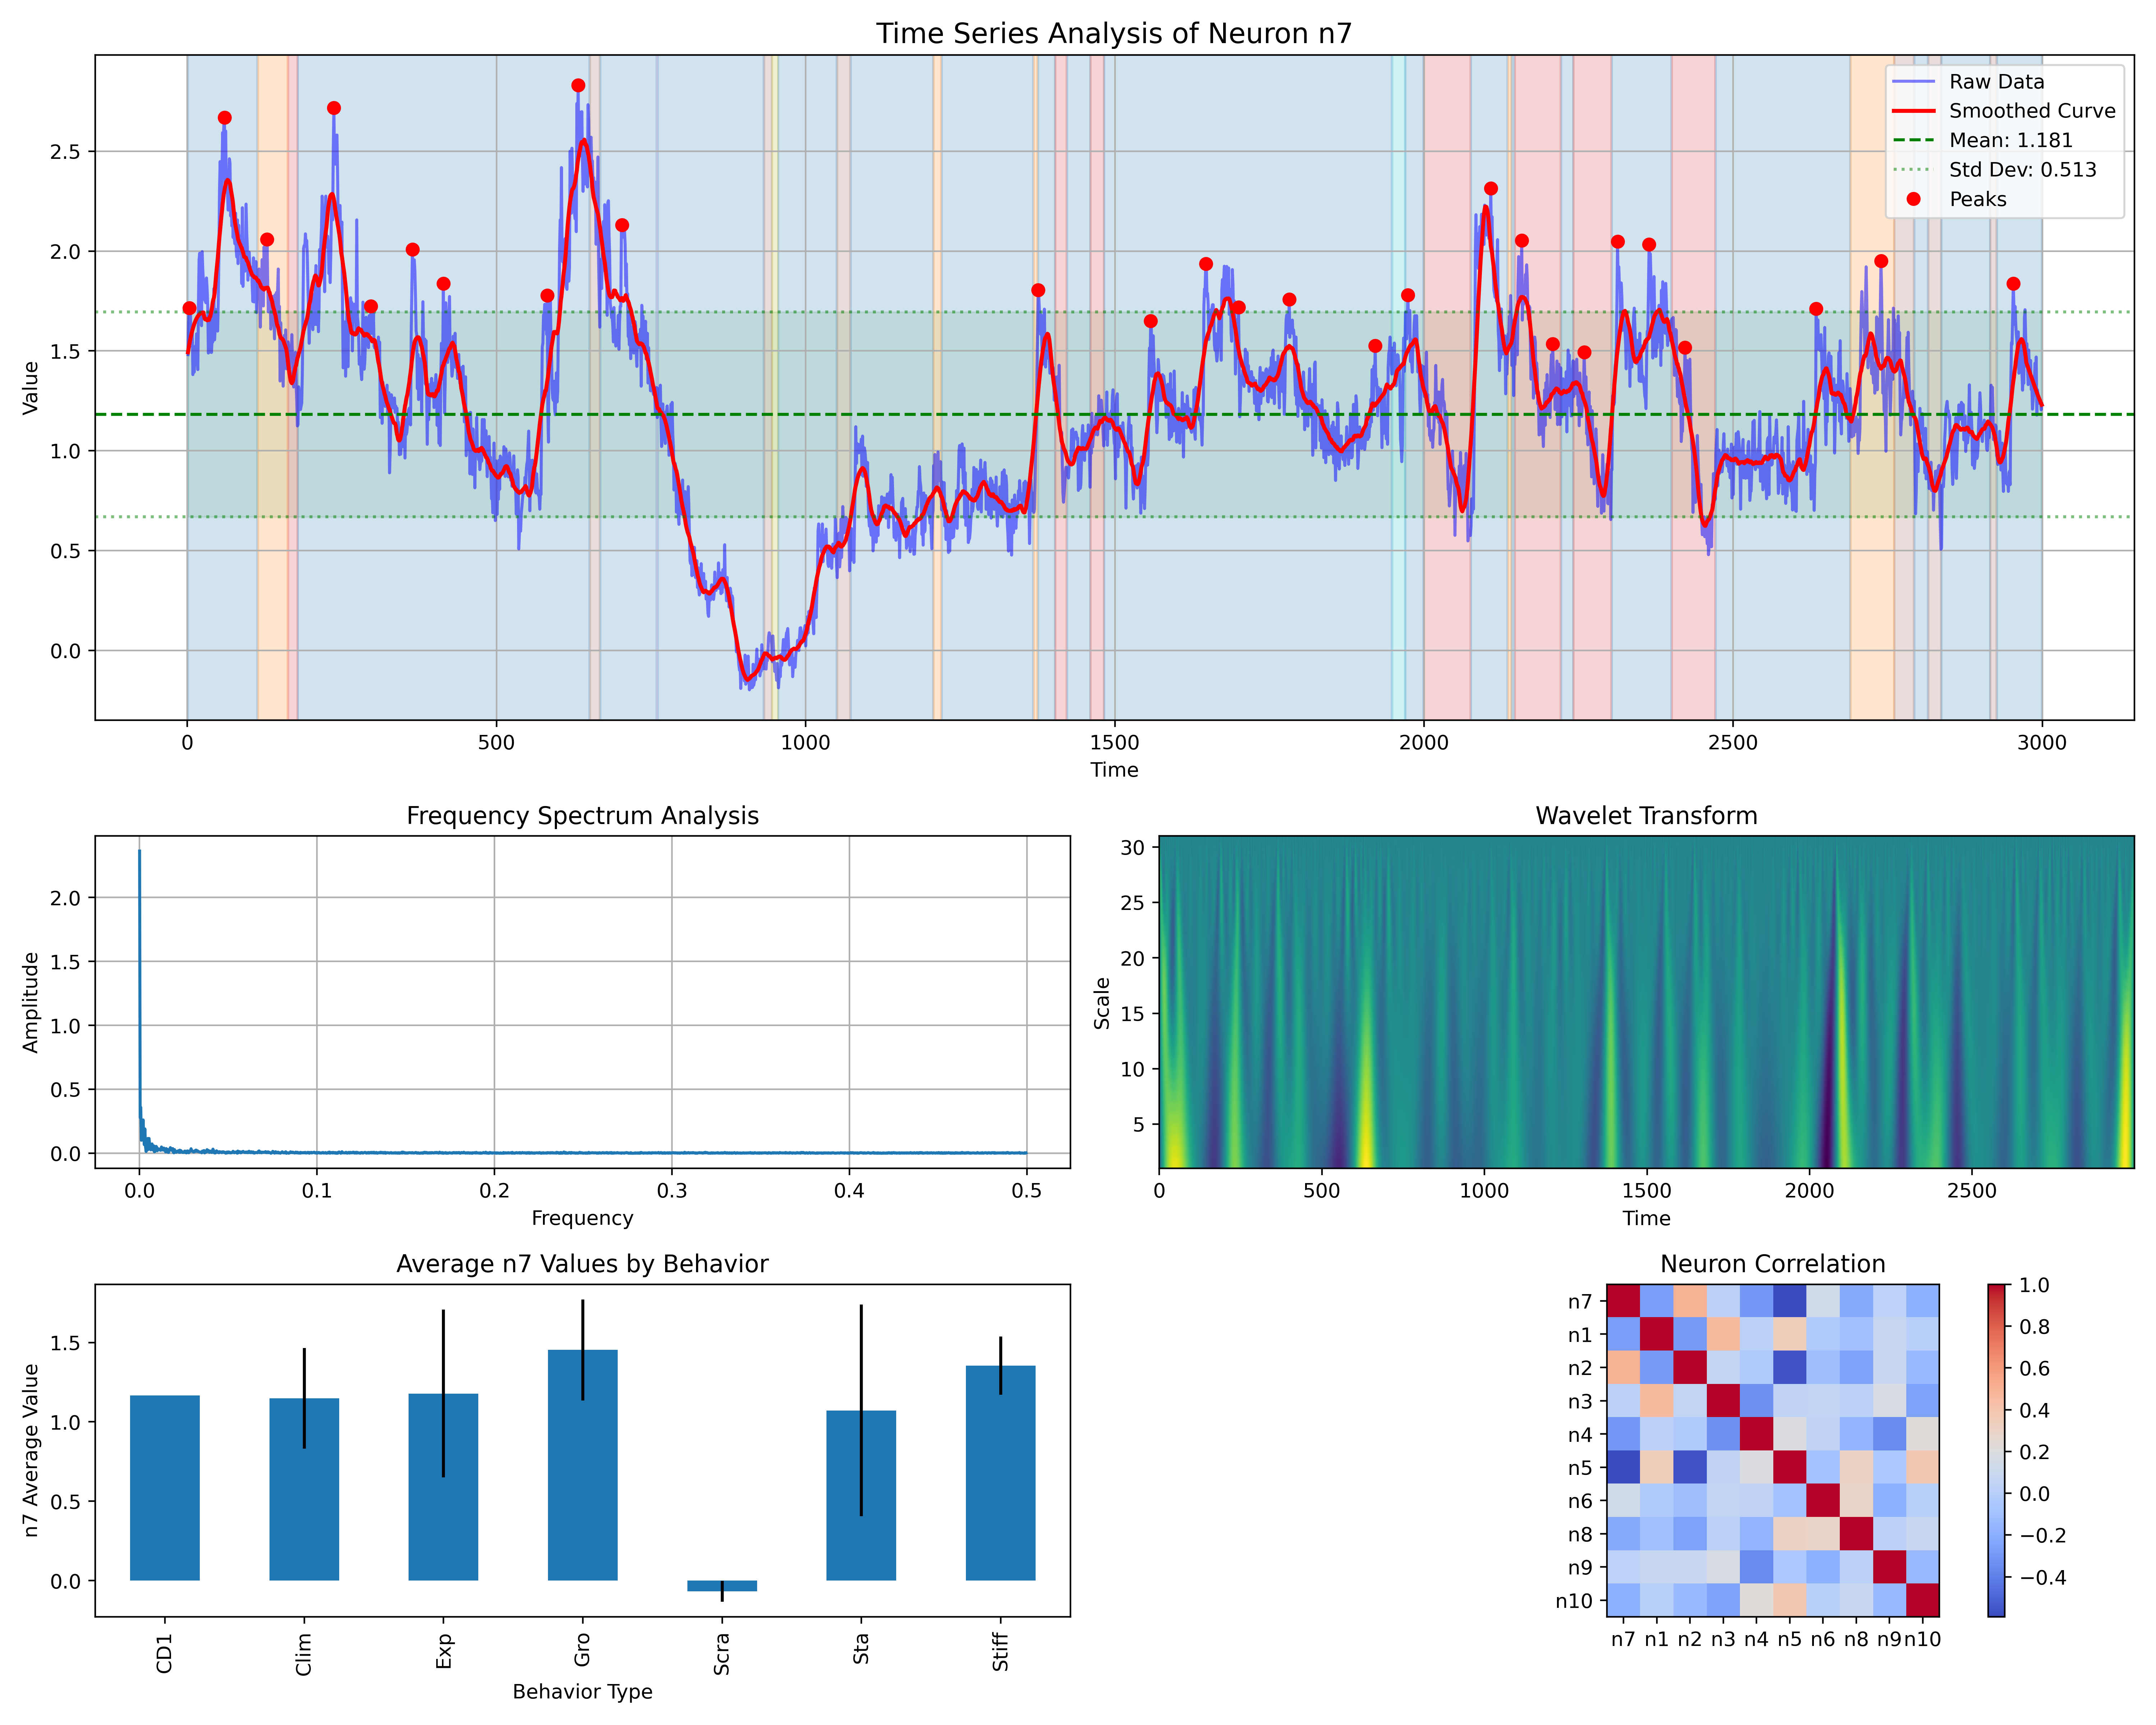 Time Series Analysis of Neuron n7
Raw Data
Smoothed Curve
Mean: 1.181
Std Dev: 0.513
Peaks
Value
2.5
2.0
1.5
1.0
0.5
0.0
0 500 1000 1500 2000 2500 3000
Time
Frequency Spectrum Analysis
Amplitude
2.0
1.5
1.0
0.5
0.0
0.0 0.1 0.2 0.3 0.4 0.5
Frequency
Wavelet Transform
Scale
30
25
20
15
10
5
0 500 1000 1500 2000 2500
Time
Average n7 Values by Behavior
n7 Average Value
1.5
1.0
0.5
0.0
CD1 Clim Exp Gro Scra Sta Stiff
Behavior Type
Neuron Correlation
n7
n1
n2
n3
n4
n5
n6
n8
n9
n10
n7 n1 n2 n3 n4 n5 n6 n8 n9 n10
1.0
0.8
0.6
0.4
0.2
0.0
−0.2
−0.4